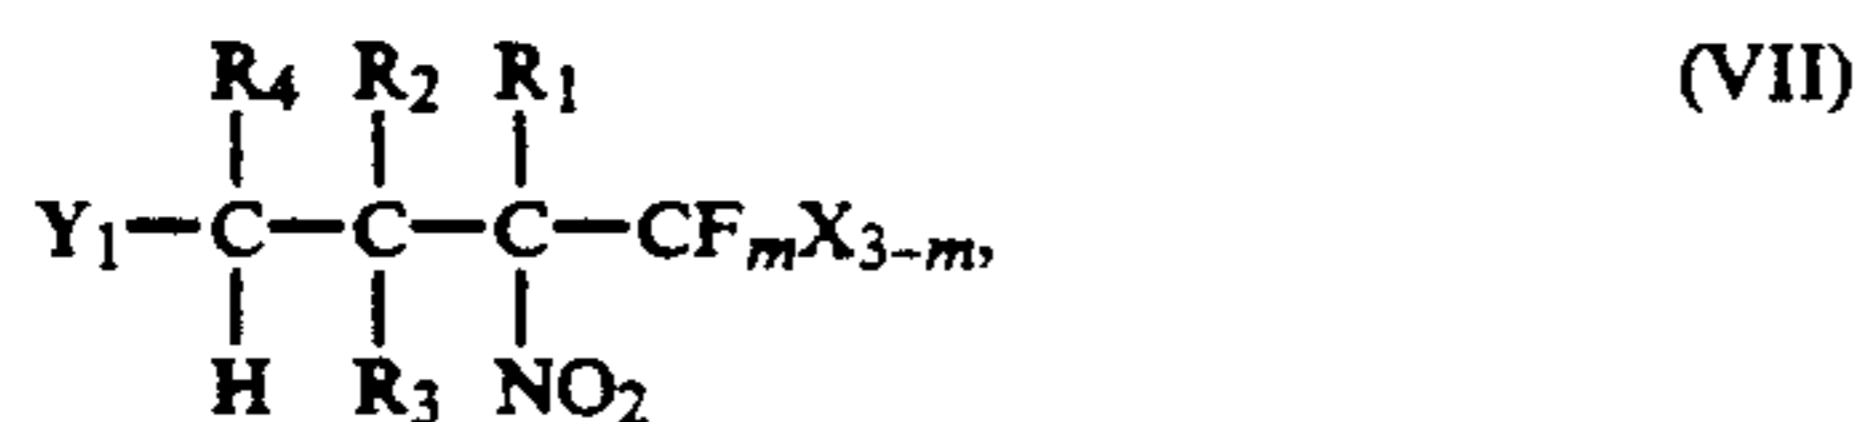 R₄ R₂ R₁ (VII)
Y₁—C—C—C—CFₘX₃₋ₘ,
H R₃ NO₂